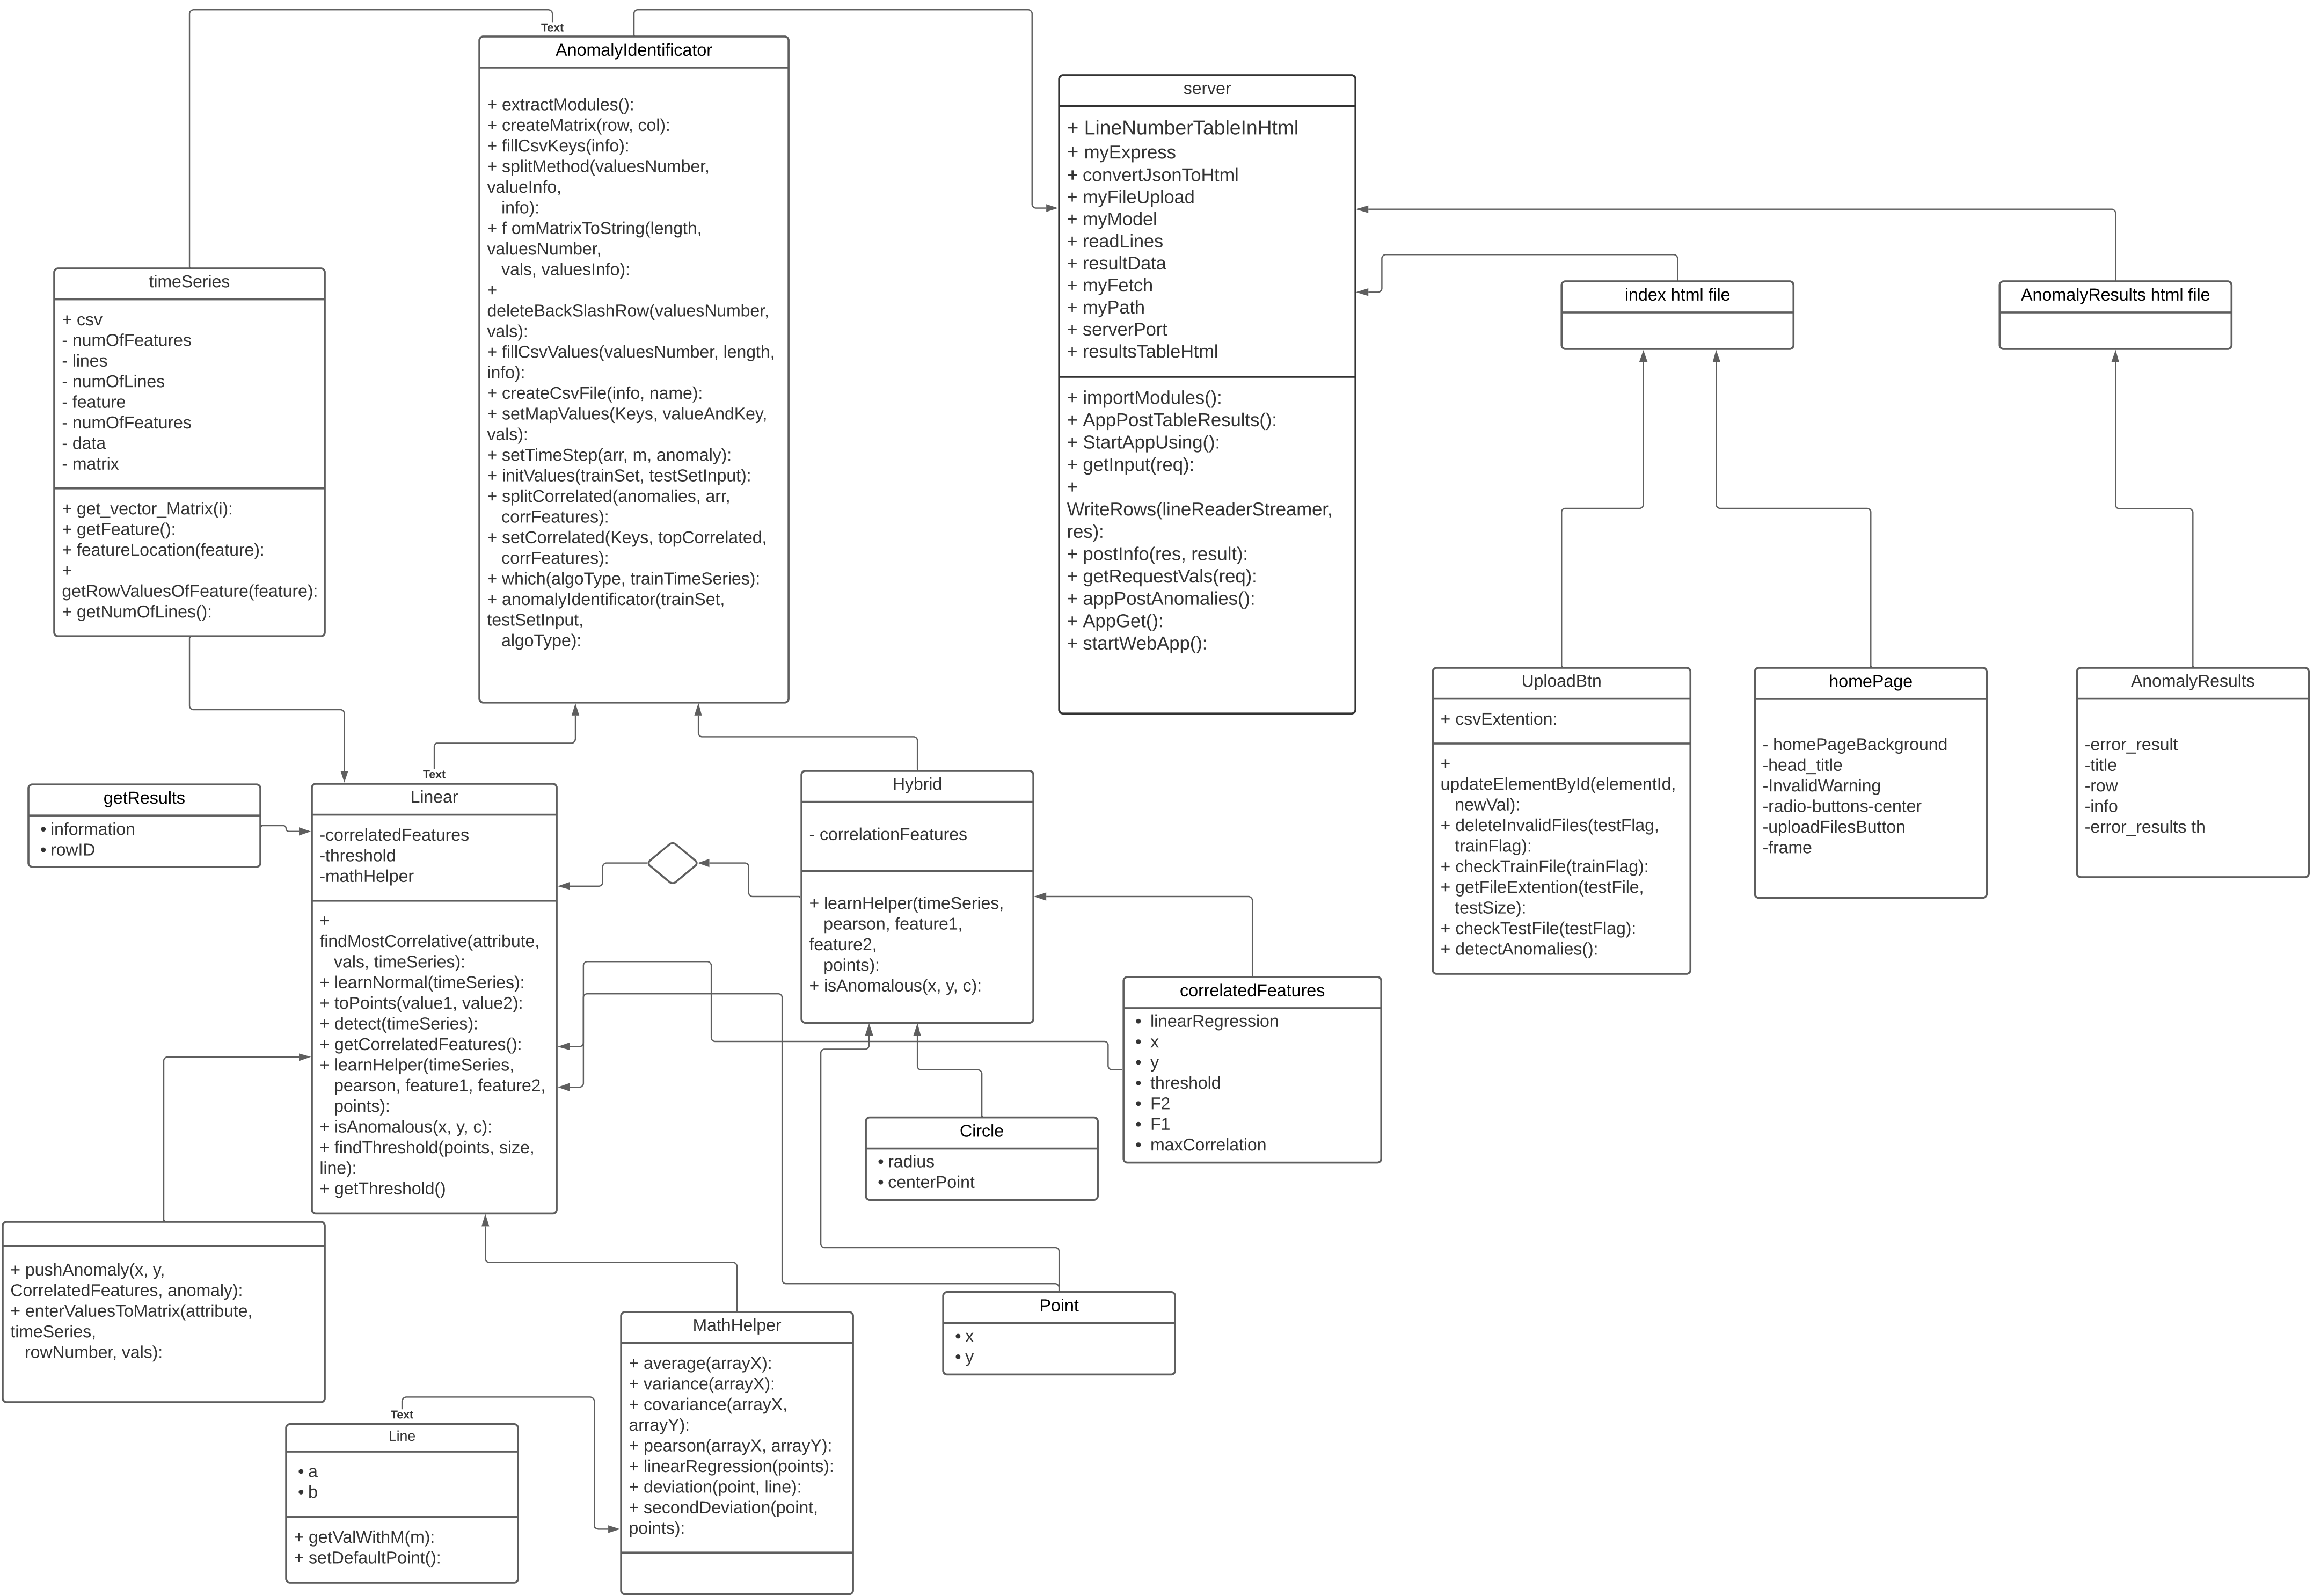 Text
AnomalyIdentificator
+ extractModules():
+ createMatrix(row, col):
+ fillCsvKeys(info):
+ splitMethod(valuesNumber,
valueInfo,
info):
+ f omMatrixToString(length,
valuesNumber,
vals, valuesInfo):
+
deleteBackSlashRow(valuesNumber,
vals):
+ fillCsvValues(valuesNumber, length,
info):
+ createCsvFile(info, name):
+ setMapValues(Keys, valueAndKey,
vals):
+ setTimeStep(arr, m, anomaly):
+ initValues(trainSet, testSetInput):
+ splitCorrelated(anomalies, arr,
corrFeatures):
+ setCorrelated(Keys, topCorrelated,
corrFeatures):
+ which(algoType, trainTimeSeries):
+ anomalyIdentificator(trainSet,
testSetInput,
algoType):
server
+ LineNumberTableInHtml
+ myExpress
+ convertJsonToHtml
+ myFileUpload
+ myModel
+ readLines
+ resultData
+ myFetch
+ myPath
+ serverPort
+ resultsTableHtml
+ importModules():
+ AppPostTableResults():
+ StartAppUsing():
+ getInput(req):
+
WriteRows(lineReaderStreamer,
res):
+ postInfo(res, result):
+ getRequestVals(req):
+ appPostAnomalies():
+ AppGet():
+ startWebApp():
timeSeries
+ csv
- numOfFeatures
- lines
- numOfLines
- feature
- numOfFeatures
- data
- matrix
+ get_vector_Matrix(i):
+ getFeature():
+ featureLocation(feature):
+
getRowValuesOfFeature(feature):
+ getNumOfLines():
index html file
AnomalyResults html file
UploadBtn
+ csvExtention:
+
updateElementById(elementId,
newVal):
+ deleteInvalidFiles(testFlag,
trainFlag):
+ checkTrainFile(trainFlag):
+ getFileExtention(testFile,
testSize):
+ checkTestFile(testFlag):
+ detectAnomalies():
homePage
- homePageBackground
-head_title
-InvalidWarning
-radio-buttons-center
-uploadFilesButton
-frame
AnomalyResults
-error_result
-title
-row
-info
-error_results th
getResults
• information
• rowID
Text
Linear
-correlatedFeatures
-threshold
-mathHelper
+
findMostCorrelative(attribute,
vals, timeSeries):
+ learnNormal(timeSeries):
+ toPoints(value1, value2):
+ detect(timeSeries):
+ getCorrelatedFeatures():
+ learnHelper(timeSeries,
pearson, feature1, feature2,
points):
+ isAnomalous(x, y, c):
+ findThreshold(points, size,
line):
+ getThreshold()
Hybrid
- correlationFeatures
+ learnHelper(timeSeries,
pearson, feature1,
feature2,
points):
+ isAnomalous(x, y, c):
correlatedFeatures
• linearRegression
• x
• y
• threshold
• F2
• F1
• maxCorrelation
Circle
• radius
• centerPoint
+ pushAnomaly(x, y,
CorrelatedFeatures, anomaly):
+ enterValuesToMatrix(attribute,
timeSeries,
rowNumber, vals):
Point
• x
• y
MathHelper
+ average(arrayX):
+ variance(arrayX):
+ covariance(arrayX,
arrayY):
+ pearson(arrayX, arrayY):
+ linearRegression(points):
+ deviation(point, line):
+ secondDeviation(point,
points):
Text
Line
• a
• b
+ getValWithM(m):
+ setDefaultPoint():